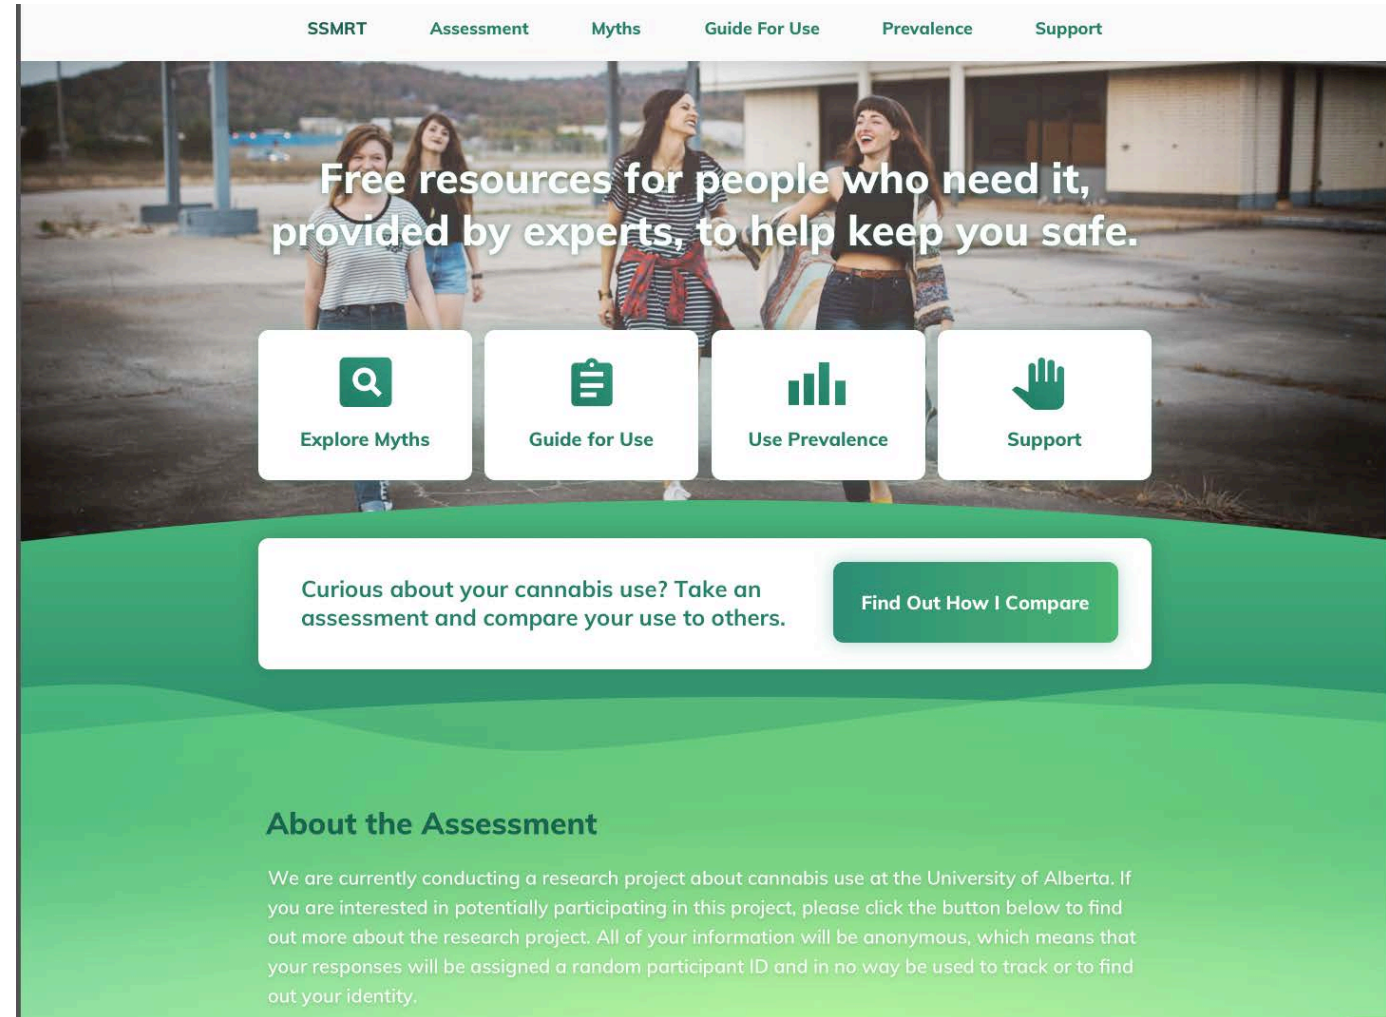 SSMRT Assessment Myths Guide For Use Prevalence Support
Free resources for people who need it,
provided by experts, to help keep you safe.
Explore Myths
Guide for Use
Use Prevalence
Support
Curious about your cannabis use? Take an
assessment and compare your use to others.
Find Out How I Compare
About the Assessment
We are currently conducting a research project about cannabis use at the University of Alberta. If
you are interested in potentially participating in this project, please click the button below to find
out more about the research project. All of your information will be anonymous, which means that
your responses will be assigned a random participant ID and in no way be used to track or to find
out your identity.